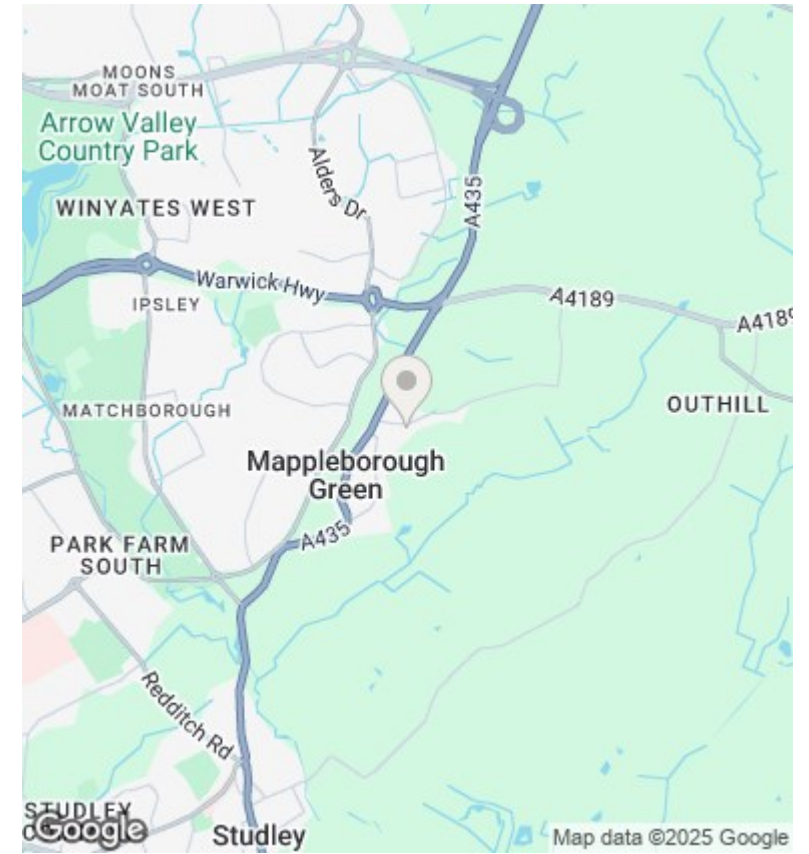 MOONS
MOAT SOUTH
Arrow Valley
Country Park
Alders Dr
WINYATES WEST
A435
Warwick Hwy
IPSLEY
A4189
A4189
MATCHBOROUGH
OUTHILL
Mappleborough
Green
PARK FARM
SOUTH
A435
Redditch Rd
STUDLEY
Google
Studley
Map data ©2025 Google